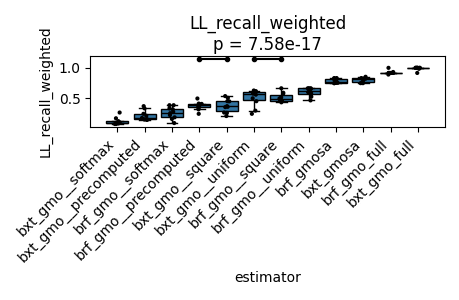 LL_recall_weighted
p = 7.58e-17
LL_recall_weighted
1.0
0.5
bxt_gmo__softmax
bxt_gmo__precomputed
brf_gmo__softmax
brf_gmo__precomputed
bxt_gmo__square
bxt_gmo__uniform
brf_gmo__square
brf_gmo__uniform
brf_gmosa
bxt_gmosa
brf_gmo_full
bxt_gmo_full
estimator